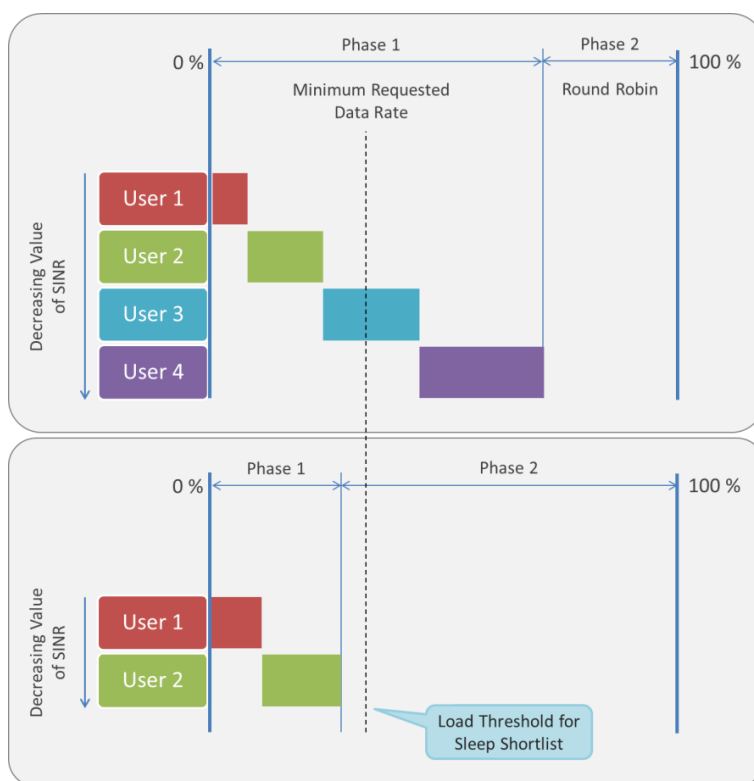 Phase 1
Phase 2
0 %
100 %
Minimum Requested
Data Rate
Round Robin
Decreasing Value
of SINR
User 1
User 2
User 3
User 4
Phase 1
Phase 2
0 %
100 %
Decreasing Value
of SINR
User 1
User 2
Load Threshold for
Sleep Shortlist